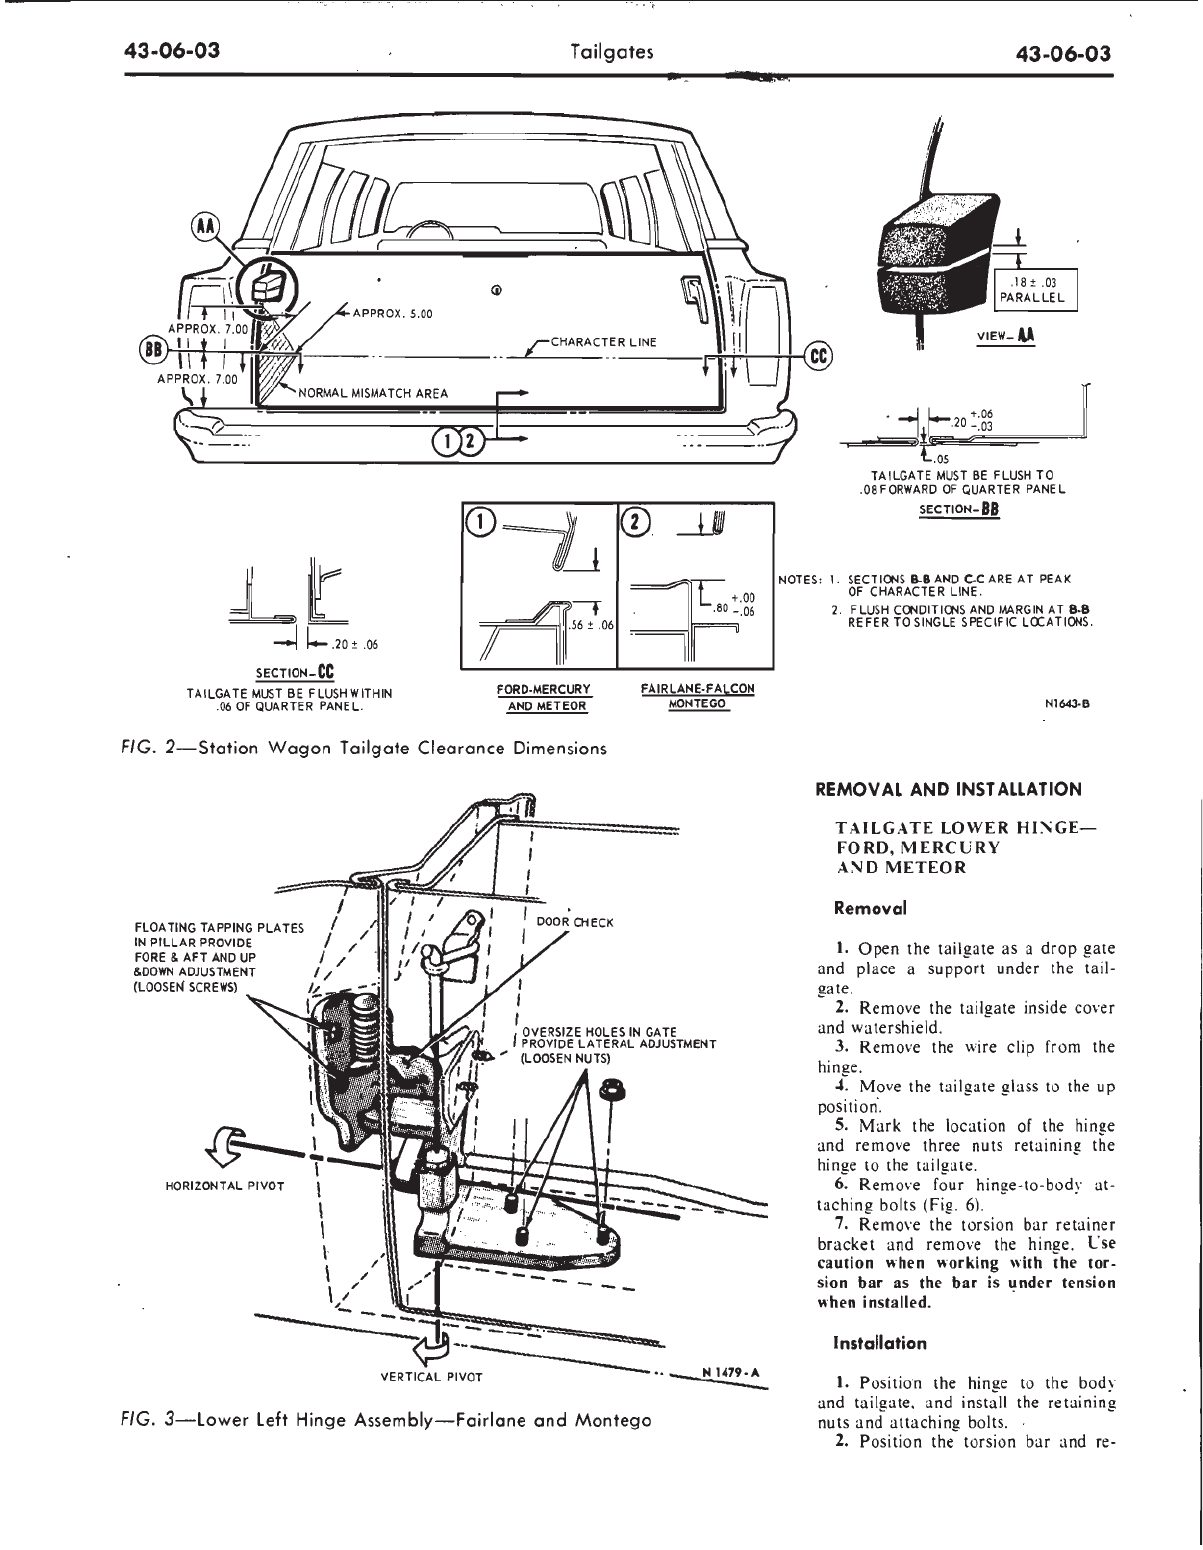 43-06-03
Tailgates
43-06-03
AA
APPROX. 7.00
APPROX. 5.00
BB
CHARACTER LINE
CC
APPROX. 7.00
NORMAL MISMATCH AREA
1
2
.18 ± .03
PARALLEL
VIEW-AA
.20 +.06 -.03
.05
TAILGATE MUST BE FLUSH TO
.08 FORWARD OF QUARTER PANEL
SECTION-BB
.20 ± .06
SECTION-CC
TAILGATE MUST BE FLUSH WITHIN
.06 OF QUARTER PANEL.
1
.56 ± .06
FORD-MERCURY
AND METEOR
2
.80 +.00 -.06
FAIRLANE-FALCON
MONTEGO
NOTES: 1. SECTIONS B-B AND C-C ARE AT PEAK
OF CHARACTER LINE.
2. FLUSH CONDITIONS AND MARGIN AT B-B
REFER TO SINGLE SPECIFIC LOCATIONS.
N1643-B
FIG. 2—Station Wagon Tailgate Clearance Dimensions
FLOATING TAPPING PLATES
IN PILLAR PROVIDE
FORE & AFT AND UP
&DOWN ADJUSTMENT
(LOOSEN SCREWS)
DOOR CHECK
OVERSIZE HOLES IN GATE
PROVIDE LATERAL ADJUSTMENT
(LOOSEN NUTS)
HORIZONTAL PIVOT
VERTICAL PIVOT
N 1479-A
FIG. 3—Lower Left Hinge Assembly—Fairlane and Montego
REMOVAL AND INSTALLATION
TAILGATE LOWER HINGE—
FORD, MERCURY
AND METEOR
Removal
1. Open the tailgate as a drop gate
and place a support under the tail-
gate.
2. Remove the tailgate inside cover
and watershield.
3. Remove the wire clip from the
hinge.
4. Move the tailgate glass to the up
position.
5. Mark the location of the hinge
and remove three nuts retaining the
hinge to the tailgate.
6. Remove four hinge-to-body at-
taching bolts (Fig. 6).
7. Remove the torsion bar retainer
bracket and remove the hinge. Use
caution when working with the tor-
sion bar as the bar is under tension
when installed.
Installation
1. Position the hinge to the body
and tailgate, and install the retaining
nuts and attaching bolts.
2. Position the torsion bar and re-